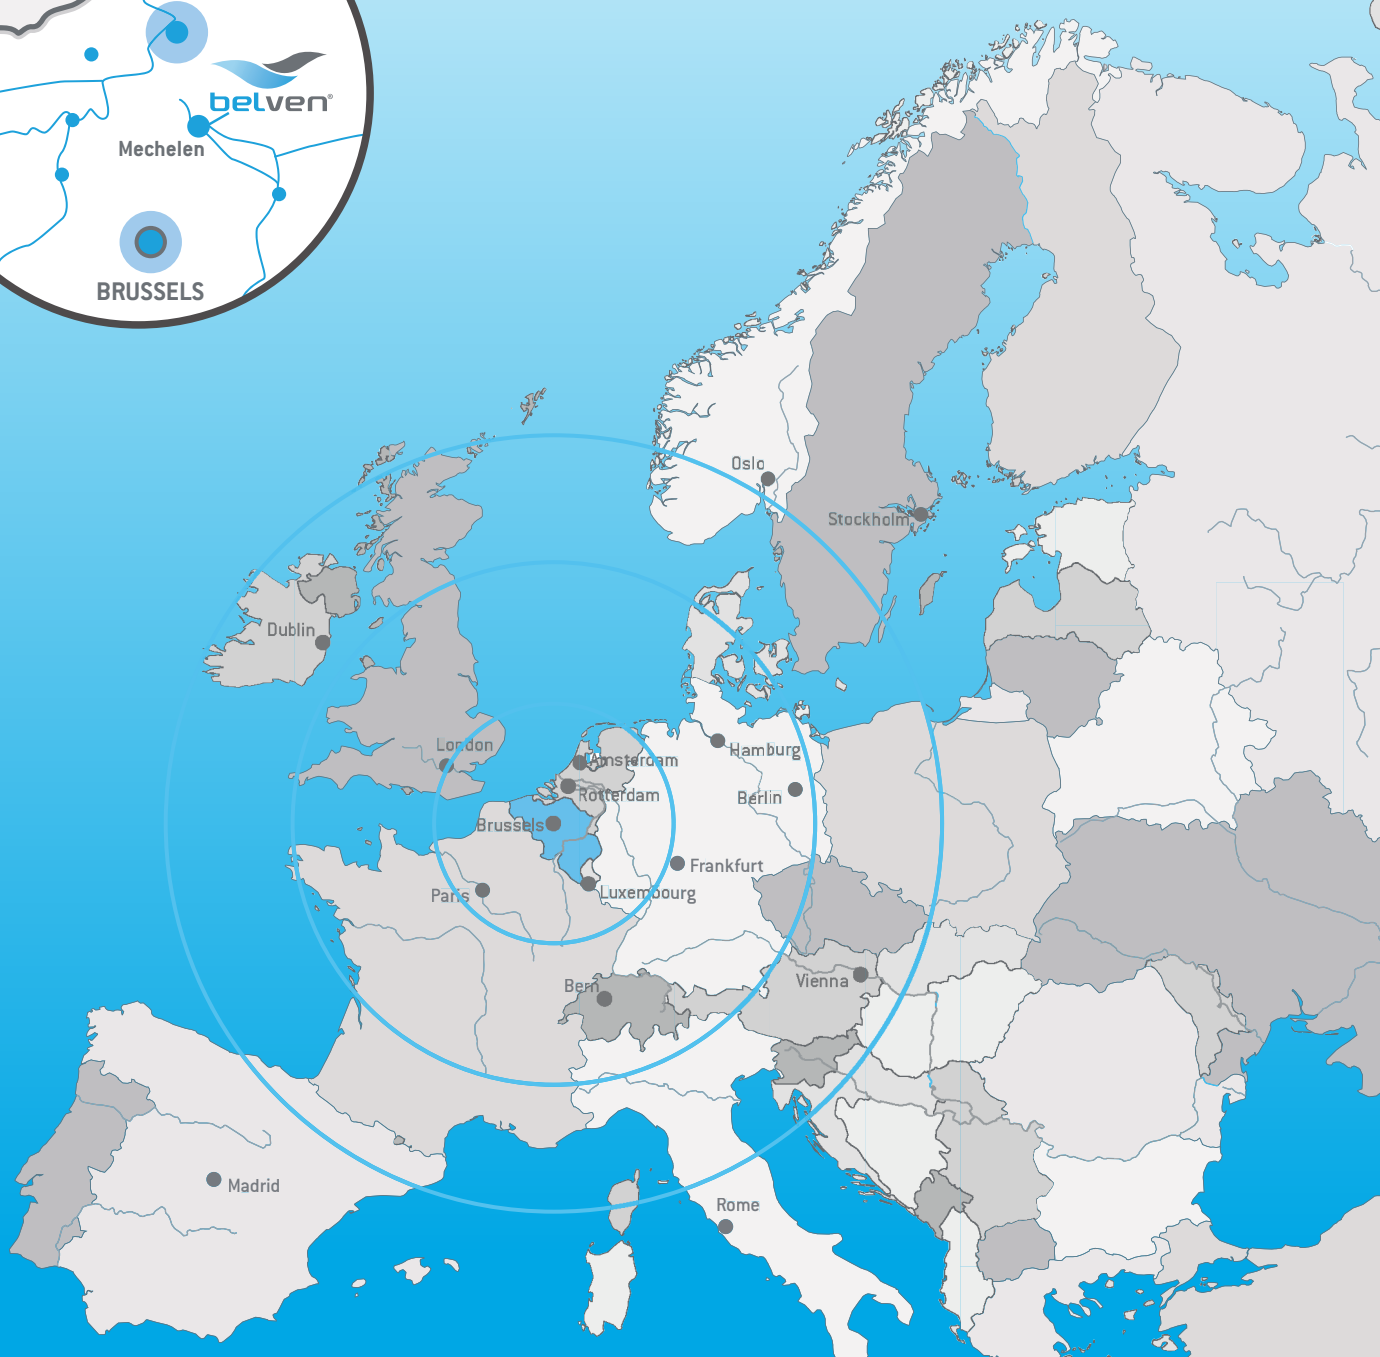 belven®
Mechelen
BRUSSELS
Oslo
Stockholm
Dublin
London
Amsterdam
Hamburg
Rotterdam
Berlin
Brussels
Frankfurt
Paris
Luxembourg
Vienna
Bern
Madrid
Rome